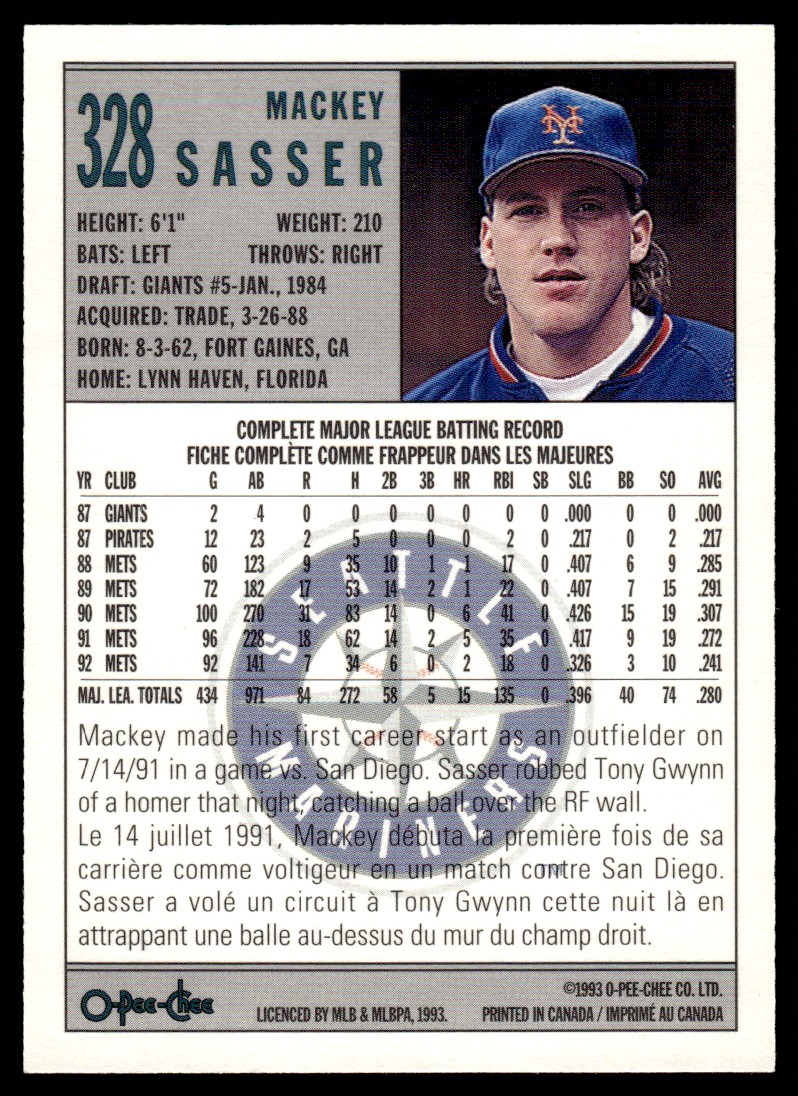 328
MACKEY
SASSER
HEIGHT: 6'1" WEIGHT: 210
BATS: LEFT THROWS: RIGHT
DRAFT: GIANTS #5-JAN., 1984
ACQUIRED: TRADE, 3-26-88
BORN: 8-3-62, FORT GAINES, GA
HOME: LYNN HAVEN, FLORIDA
NY
COMPLETE MAJOR LEAGUE BATTING RECORD
FICHE COMPLÈTE COMME FRAPPEUR DANS LES MAJEURES
YR CLUB G AB R H 2B 3B HR RBI SB SLG BB SO AVG
87 GIANTS 2 4 0 0 0 0 0 0 0 .000 0 0 .000
87 PIRATES 12 23 2 5 0 0 0 2 0 .217 0 2 .217
88 METS 60 123 9 35 10 1 1 17 0 .407 6 9 .285
89 METS 72 182 17 53 14 2 1 22 0 .407 7 15 .291
90 METS 100 270 31 83 14 0 6 41 0 .426 15 19 .307
91 METS 96 228 18 62 14 2 5 35 0 .417 9 19 .272
92 METS 92 141 7 34 6 0 2 18 0 .326 3 10 .241
MAJ. LEA. TOTALS 434 971 84 272 58 5 15 135 0 .396 40 74 .280
SEATTLE
MARINERS
TM
Mackey made his first career start as an outfielder on
7/14/91 in a game vs. San Diego. Sasser robbed Tony Gwynn
of a homer that night, catching a ball over the RF wall.
Le 14 juillet 1991, Mackey débuta la première fois de sa
carrière comme voltigeur en un match contre San Diego.
Sasser a volé un circuit à Tony Gwynn cette nuit là en
attrappant une balle au-dessus du mur du champ droit.
O-Pee-Chee
©1993 O-PEE-CHEE CO. LTD.
LICENCED BY MLB & MLBPA, 1993. PRINTED IN CANADA / IMPRIMÉ AU CANADA